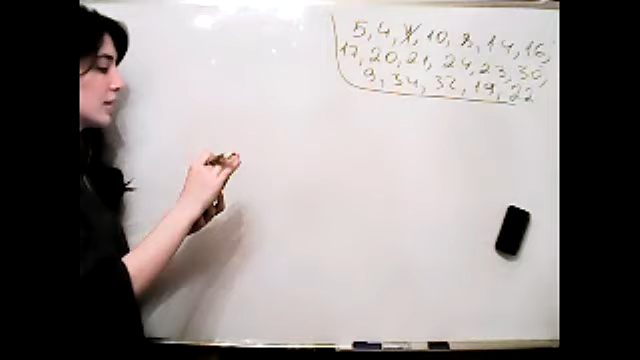 5, 4, 10, 8, 14, 16,
17, 20, 21, 24, 23, 30,
9, 34, 32, 19, 22